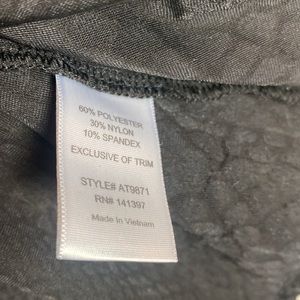 60% POLYESTER
30% NYLON
10% SPANDEX
EXCLUSIVE OF TRIM
STYLE# AT9871
RN# 141397
Made In Vietnam